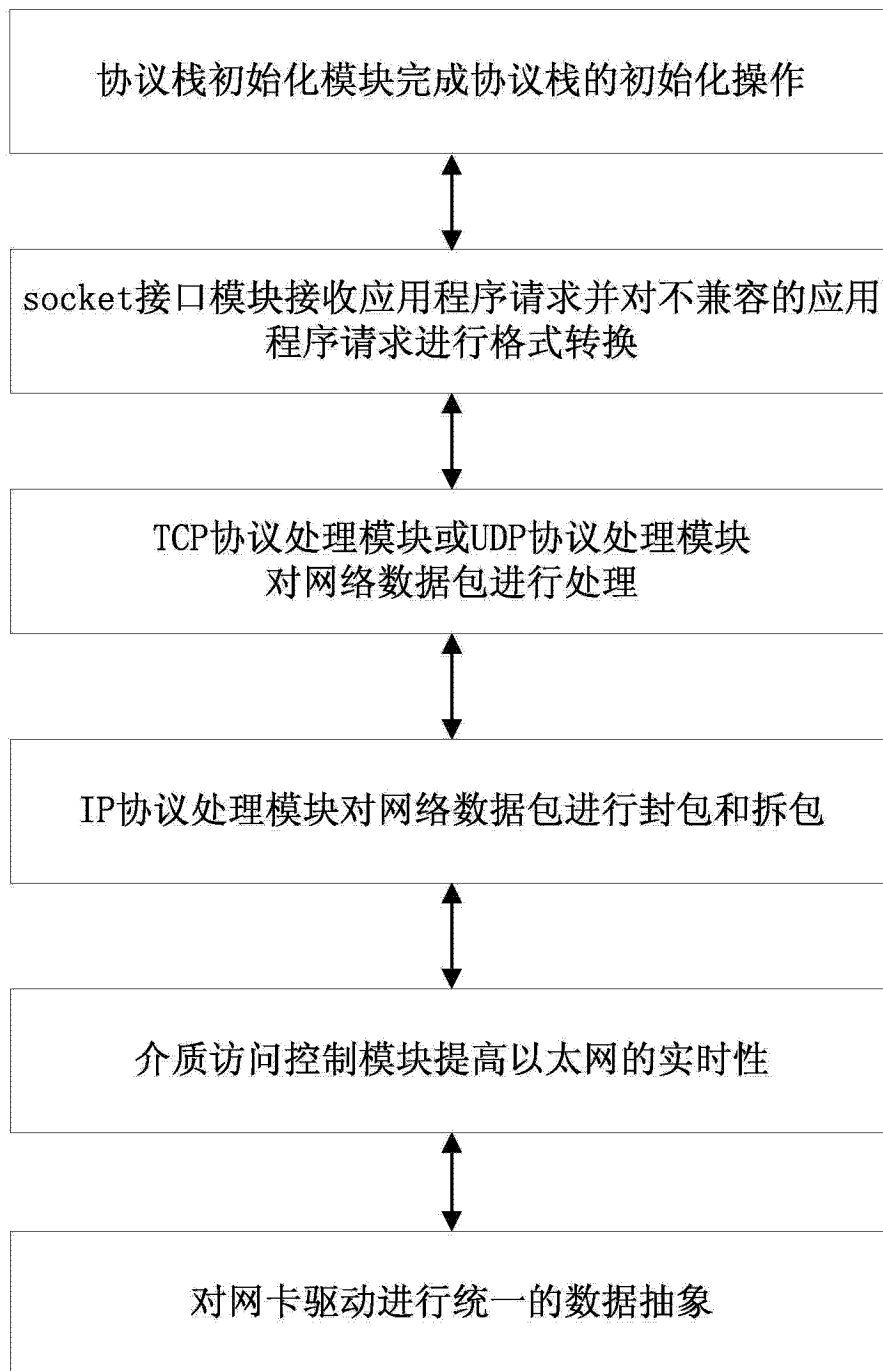 协议栈初始化模块完成协议栈的初始化操作
socket接口模块接收应用程序请求并对不兼容的应用
程序请求进行格式转换
TCP协议处理模块或UDP协议处理模块
对网络数据包进行处理
IP协议处理模块对网络数据包进行封包和拆包
介质访问控制模块提高以太网的实时性
对网卡驱动进行统一的数据抽象